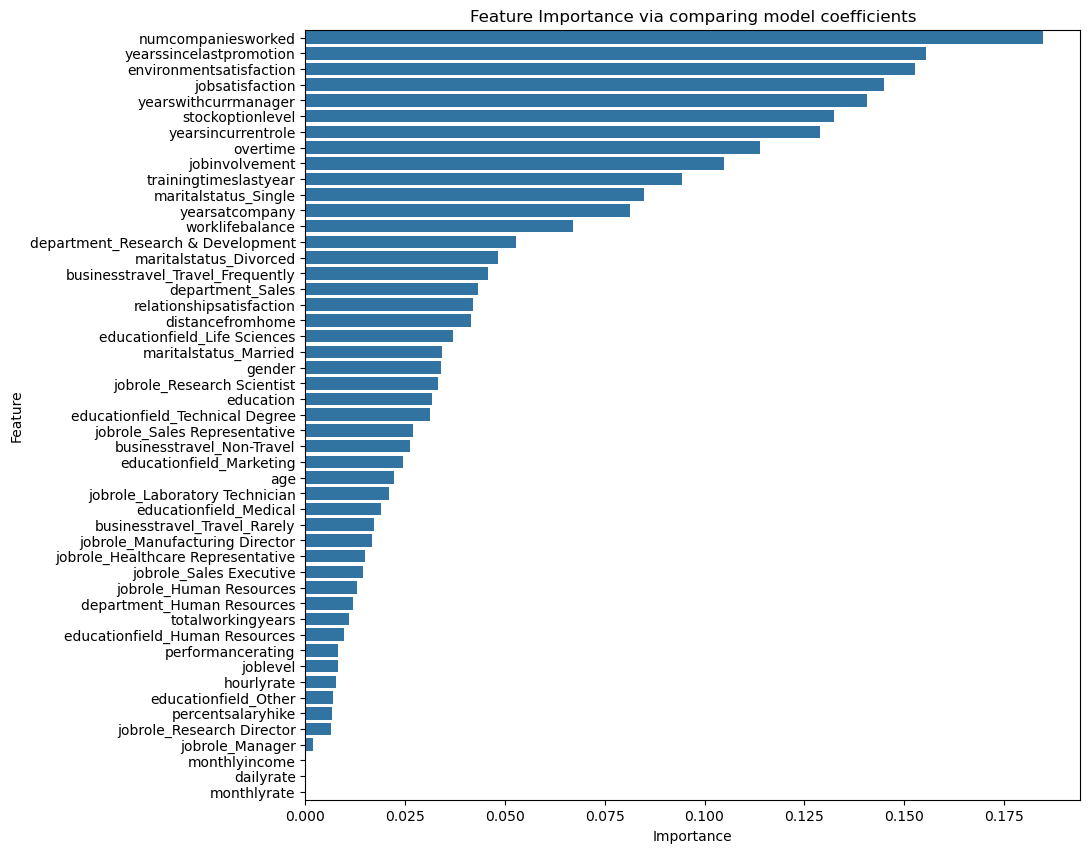 Feature Importance via comparing model coefficients
numcompaniesworked
yearssincelastpromotion
environmentsatisfaction
jobsatisfaction
yearswithcurrmanager
stockoptionlevel
yearsincurrentrole
overtime
jobinvolvement
trainingtimeslastyear
maritalstatus_Single
yearsatcompany
worklifebalance
department_Research & Development
maritalstatus_Divorced
businesstravel_Travel_Frequently
department_Sales
relationshipsatisfaction
distancefromhome
educationfield_Life Sciences
maritalstatus_Married
gender
jobrole_Research Scientist
education
educationfield_Technical Degree
jobrole_Sales Representative
businesstravel_Non-Travel
educationfield_Marketing
age
jobrole_Laboratory Technician
educationfield_Medical
businesstravel_Travel_Rarely
jobrole_Manufacturing Director
jobrole_Healthcare Representative
jobrole_Sales Executive
jobrole_Human Resources
department_Human Resources
totalworkingyears
educationfield_Human Resources
performancerating
joblevel
hourlyrate
educationfield_Other
percentsalaryhike
jobrole_Research Director
jobrole_Manager
monthlyincome
dailyrate
monthlyrate
Feature
0.000 0.025 0.050 0.075 0.100 0.125 0.150 0.175
Importance